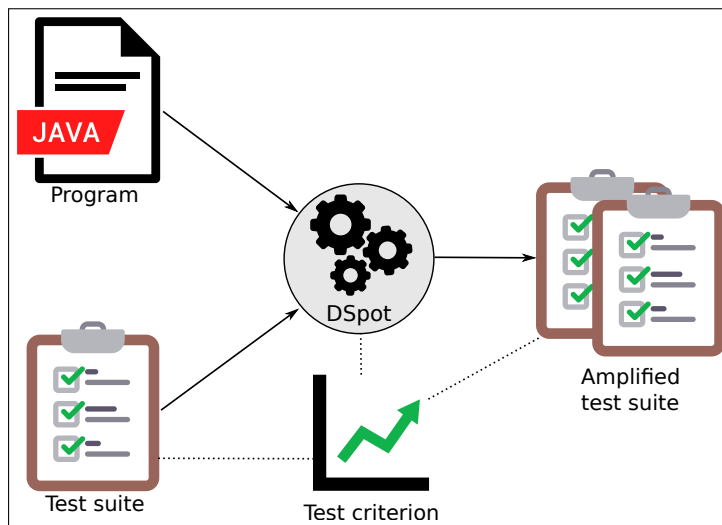 JAVA
Program
DSpot
Test suite
Test criterion
Amplified
test suite